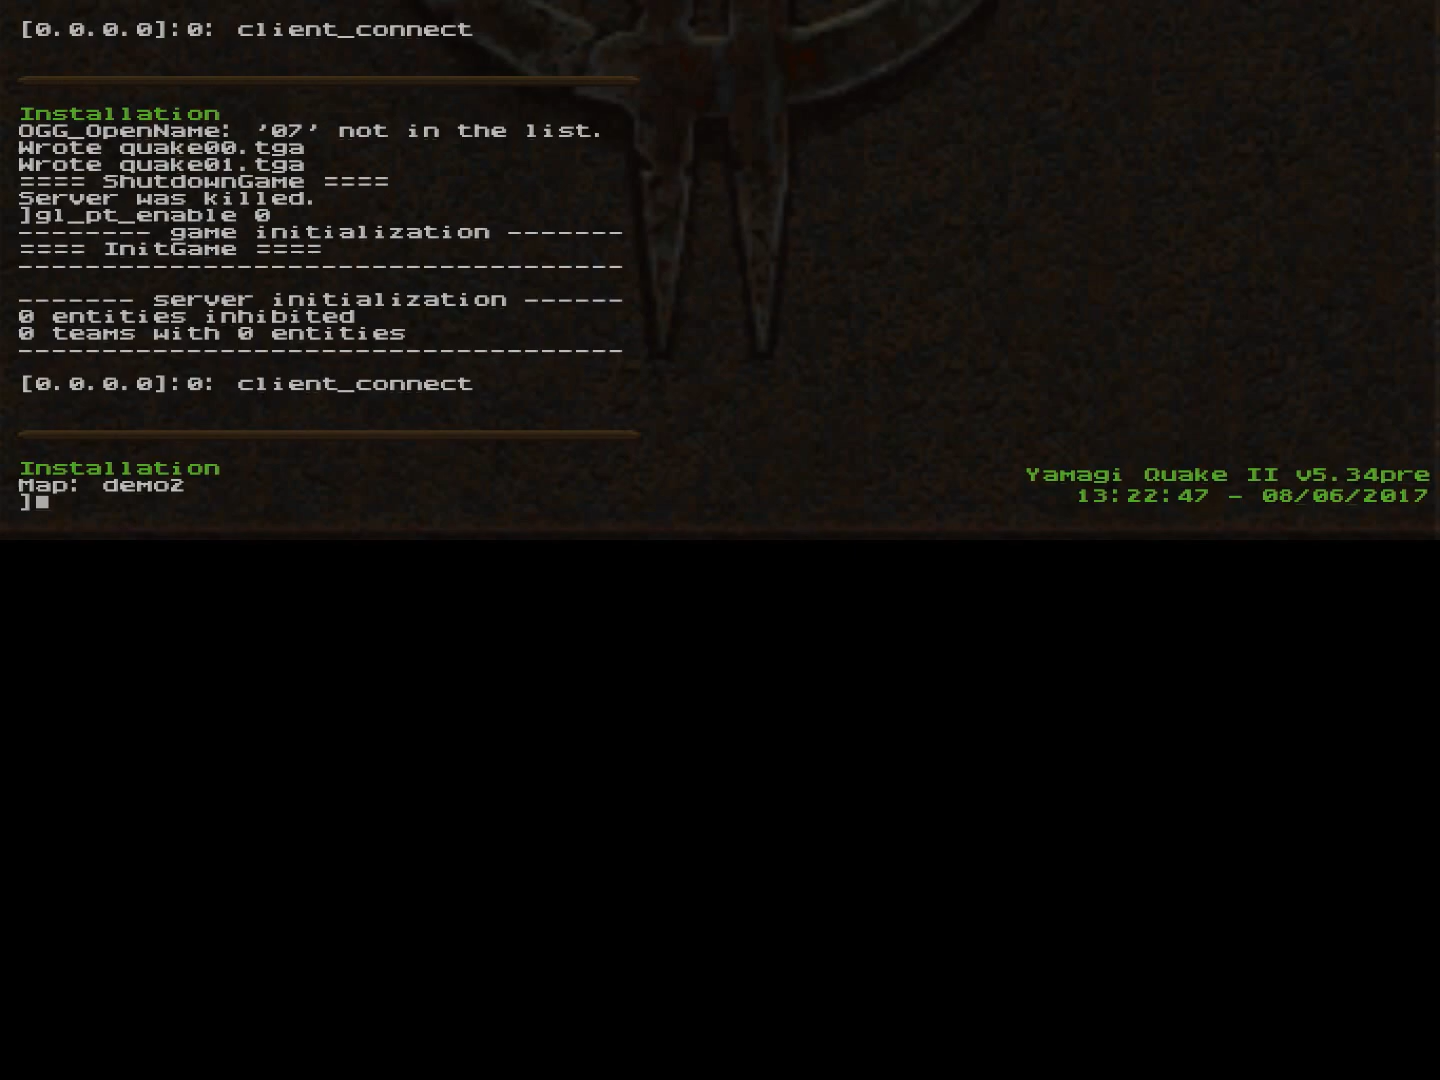 [0.0.0.0]:0: client_connect
Installation
OGG_OpenName: '07' not in the list.
Wrote quake00.tga
Wrote quake01.tga
==== ShutdownGame ====
Server was killed.
]gl_pt_enable 0
-------- game initialization -------
==== InitGame ====
------------------------------------
------- server initialization ------
0 entities inhibited
0 teams with 0 entities
------------------------------------
[0.0.0.0]:0: client_connect
Installation
Map: demo2
]
Yamagi Quake II v5.34pre
13:22:47 - 08/06/2017